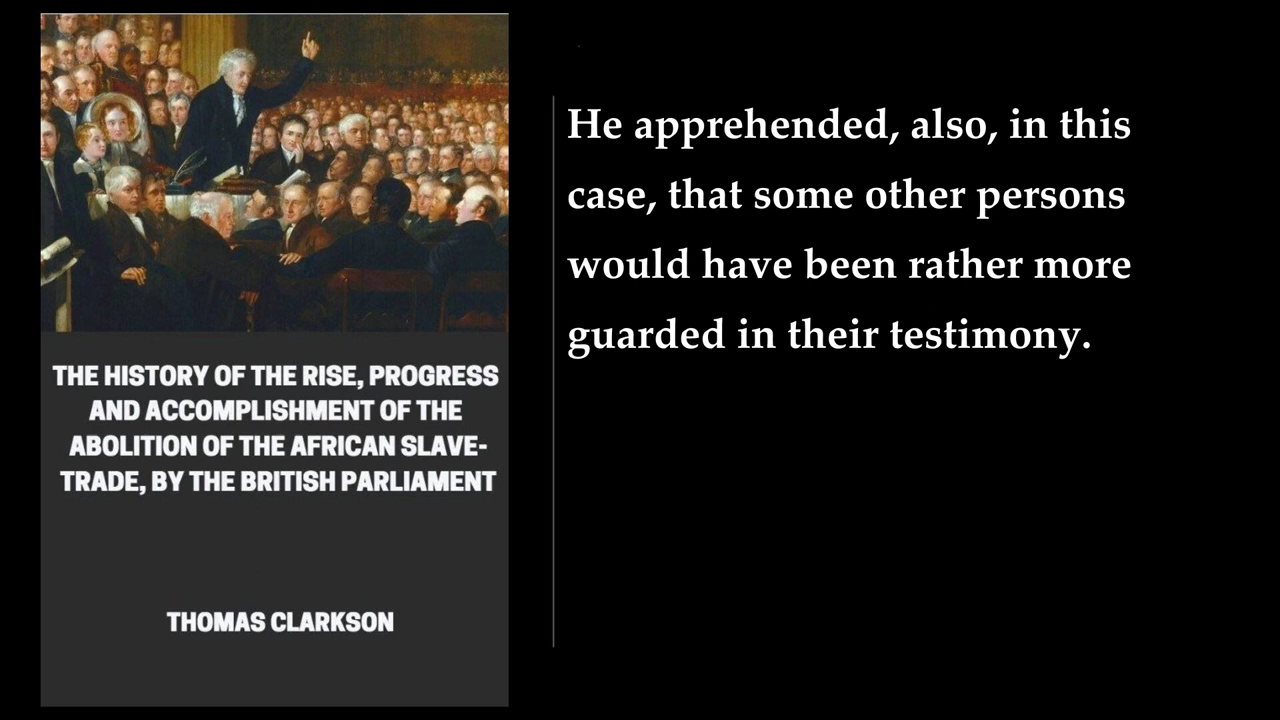 THE HISTORY OF THE RISE, PROGRESS
AND ACCOMPLISHMENT OF THE
ABOLITION OF THE AFRICAN SLAVE-
TRADE, BY THE BRITISH PARLIAMENT
THOMAS CLARKSON
He apprehended, also, in this
case, that some other persons
would have been rather more
guarded in their testimony.